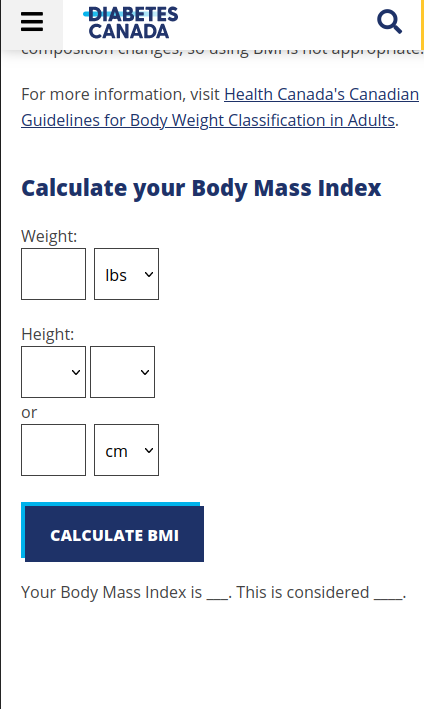 DIABETES
CANADA
composition changes, so using BMI is not appropriate.
For more information, visit Health Canada's Canadian
Guidelines for Body Weight Classification in Adults.
Calculate your Body Mass Index
Weight:
lbs
Height:
or
cm
CALCULATE BMI
Your Body Mass Index is ___. This is considered ____.